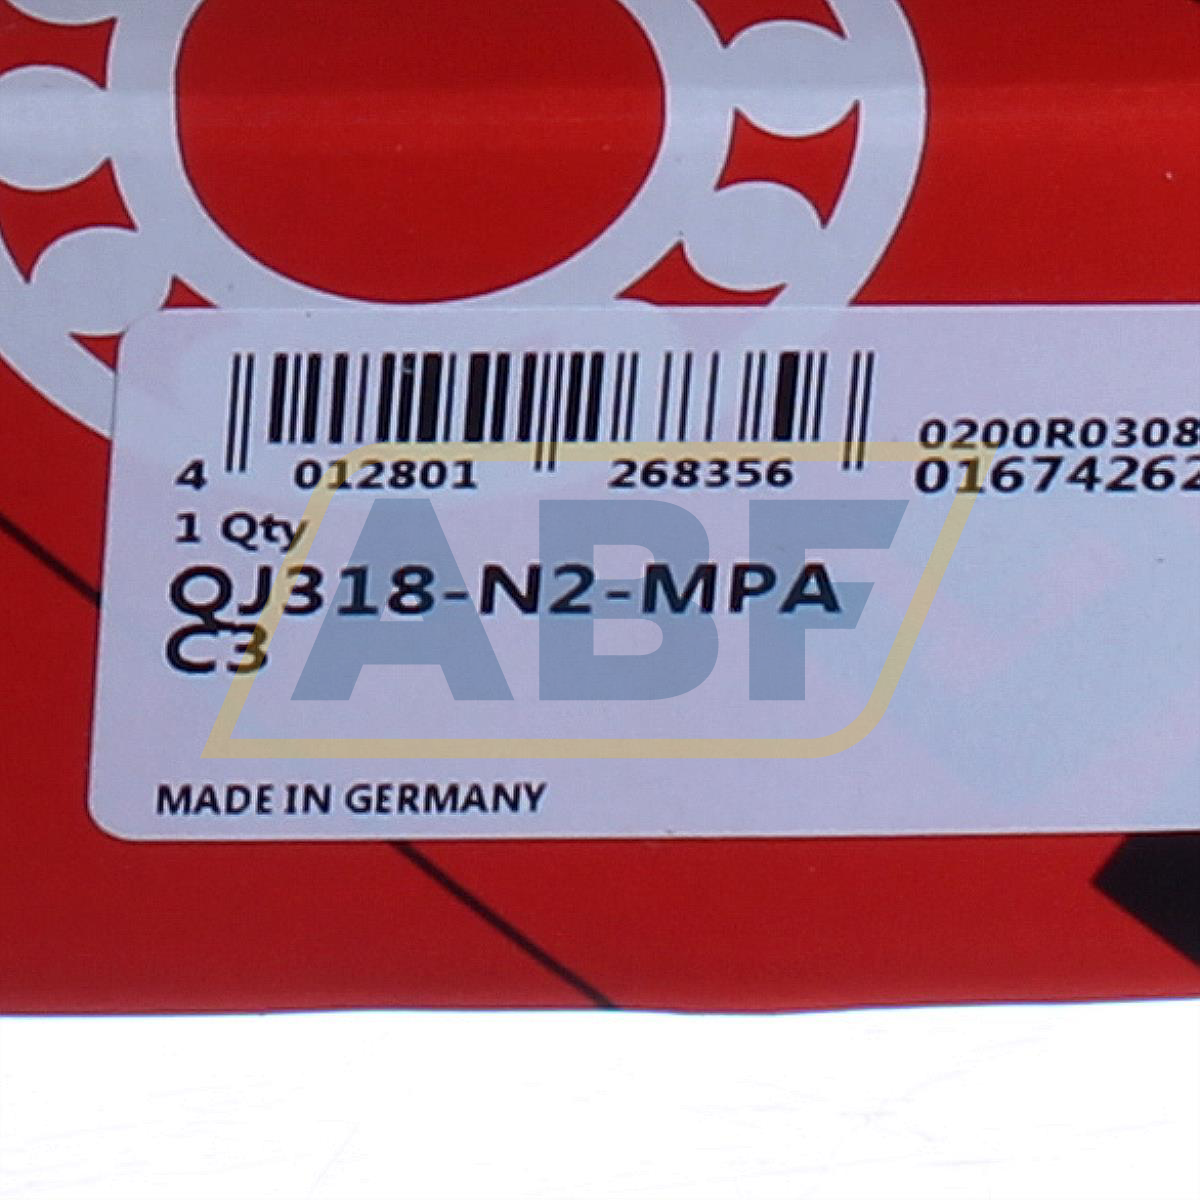 4 012801 268356
0200R0308
01674262
1 Qty
QJ318-N2-MPA
C3
ABF
MADE IN GERMANY